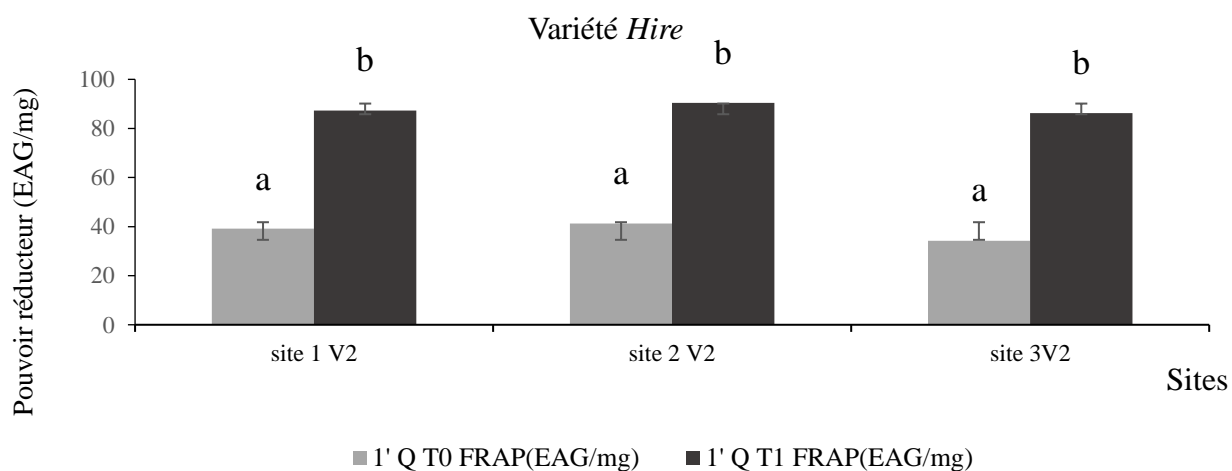 Variété Hire
Pouvoir réducteur (EAG/mg)
100
80
60
40
20
0
a
b
a
b
a
b
site 1 V2
site 2 V2
site 3V2
Sites
1' Q T0 FRAP(EAG/mg)
1' Q T1 FRAP(EAG/mg)